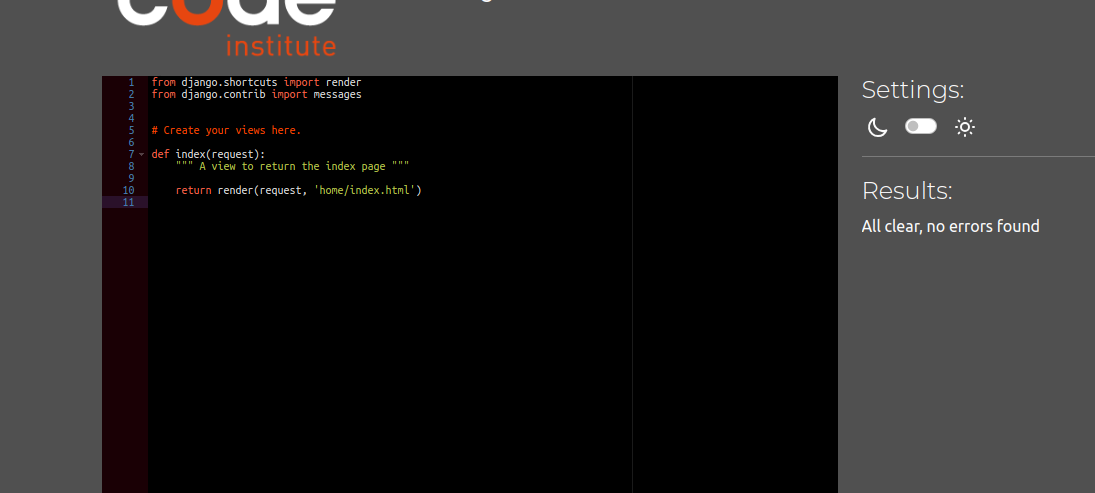 code
institute
1 from django.shortcuts import render
2 from django.contrib import messages
3
4
5 # Create your views here.
6
7 def index(request):
8     """ A view to return the index page """
9
10     return render(request, 'home/index.html')
11
Settings:
Results:
All clear, no errors found